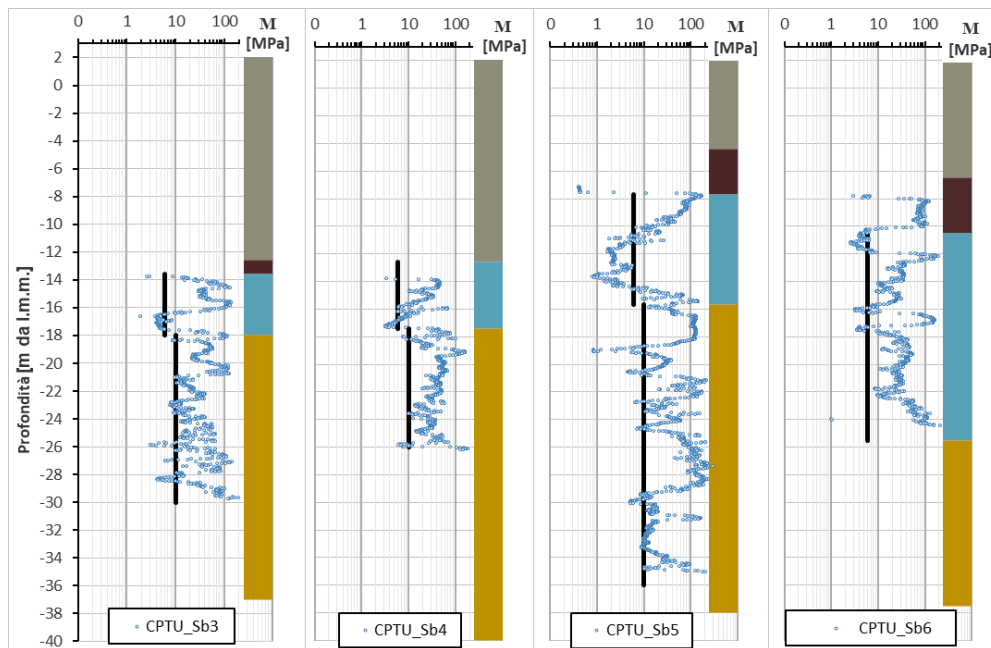 0 1 10 100 M
[MPa]
0 1 10 100 M
[MPa]
0 1 10 100 M
[MPa]
0 1 10 100 M
[MPa]
2
0
-2
-4
-6
-8
-10
-12
-14
-16
-18
-20
-22
-24
-26
-28
-30
-32
-34
-36
-38
-40
Profondità [m da l.m.m.]
CPTU_Sb3
CPTU_Sb4
CPTU_Sb5
CPTU_Sb6